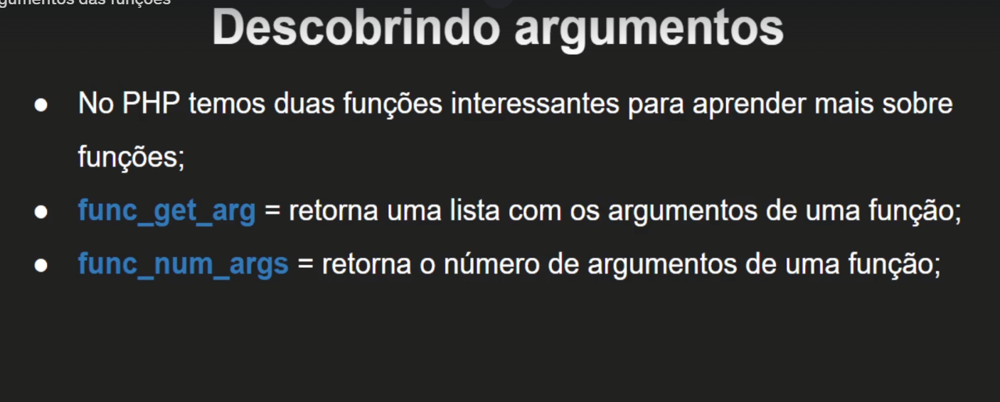 gumentos das funções
Descobrindo argumentos
● No PHP temos duas funções interessantes para aprender mais sobre
funções;
● func_get_arg = retorna uma lista com os argumentos de uma função;
● func_num_args = retorna o número de argumentos de uma função;